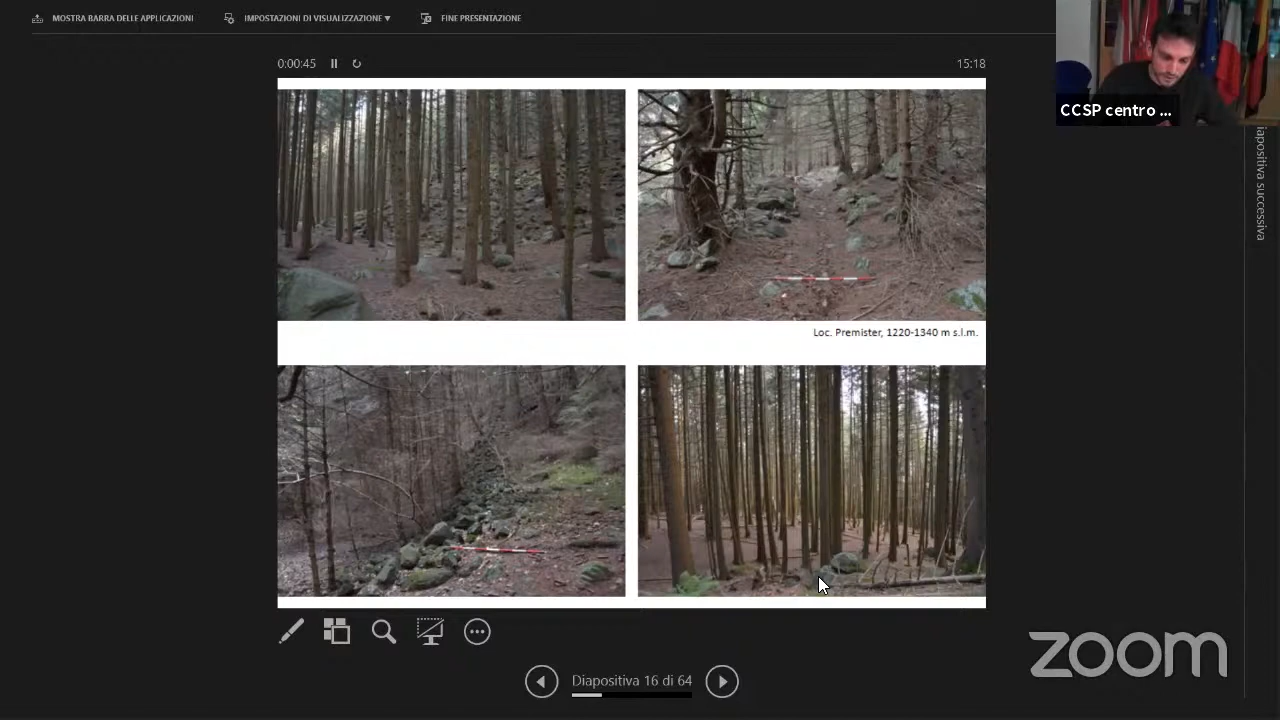 MOSTRA BARRA DELLE APPLICAZIONI
IMPOSTAZIONI DI VISUALIZZAZIONE ▼
FINE PRESENTAZIONE
CCSP centro ...
0:00:45
15:18
iapositiva successiva
Loc. Premister, 1220-1340 m s.l.m.
Diapositiva 16 di 64
zoom